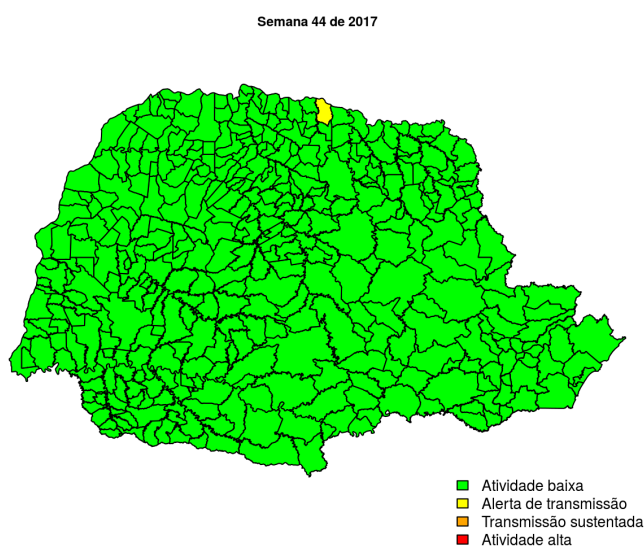 Semana 44 de 2017
Atividade baixa
Alerta de transmissão
Transmissão sustentada
Atividade alta